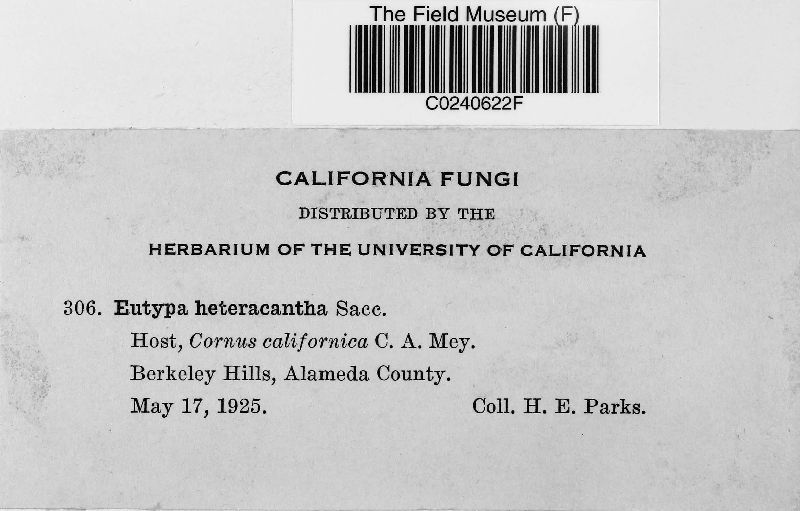 The Field Museum (F)
C0240622F
CALIFORNIA FUNGI
DISTRIBUTED BY THE
HERBARIUM OF THE UNIVERSITY OF CALIFORNIA
306. Eutypa heteracantha Sacc.
Host, Cornus californica C. A. Mey.
Berkeley Hills, Alameda County.
May 17, 1925. Coll. H. E. Parks.